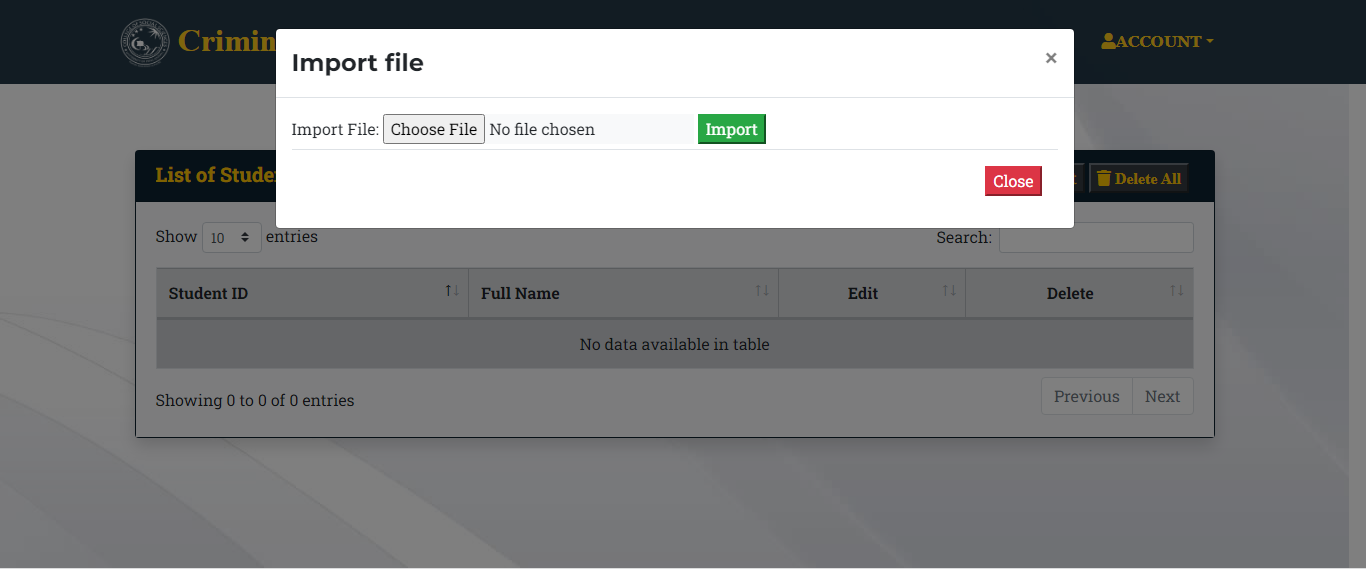 Crimin
ACCOUNT
Import file
×
Import File: Choose File No file chosen Import
Close
List of Stude
Delete All
Show 10 entries
Search:
Student ID Full Name Edit Delete
No data available in table
Showing 0 to 0 of 0 entries
Previous Next